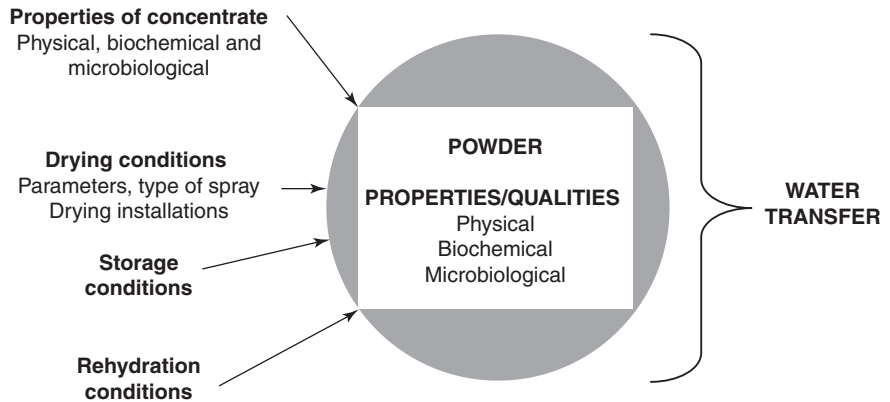 Properties of concentrate
Physical, biochemical and
microbiological
Drying conditions
Parameters, type of spray
Drying installations
Storage
conditions
Rehydration
conditions
POWDER
PROPERTIES/QUALITIES
Physical
Biochemical
Microbiological
WATER
TRANSFER